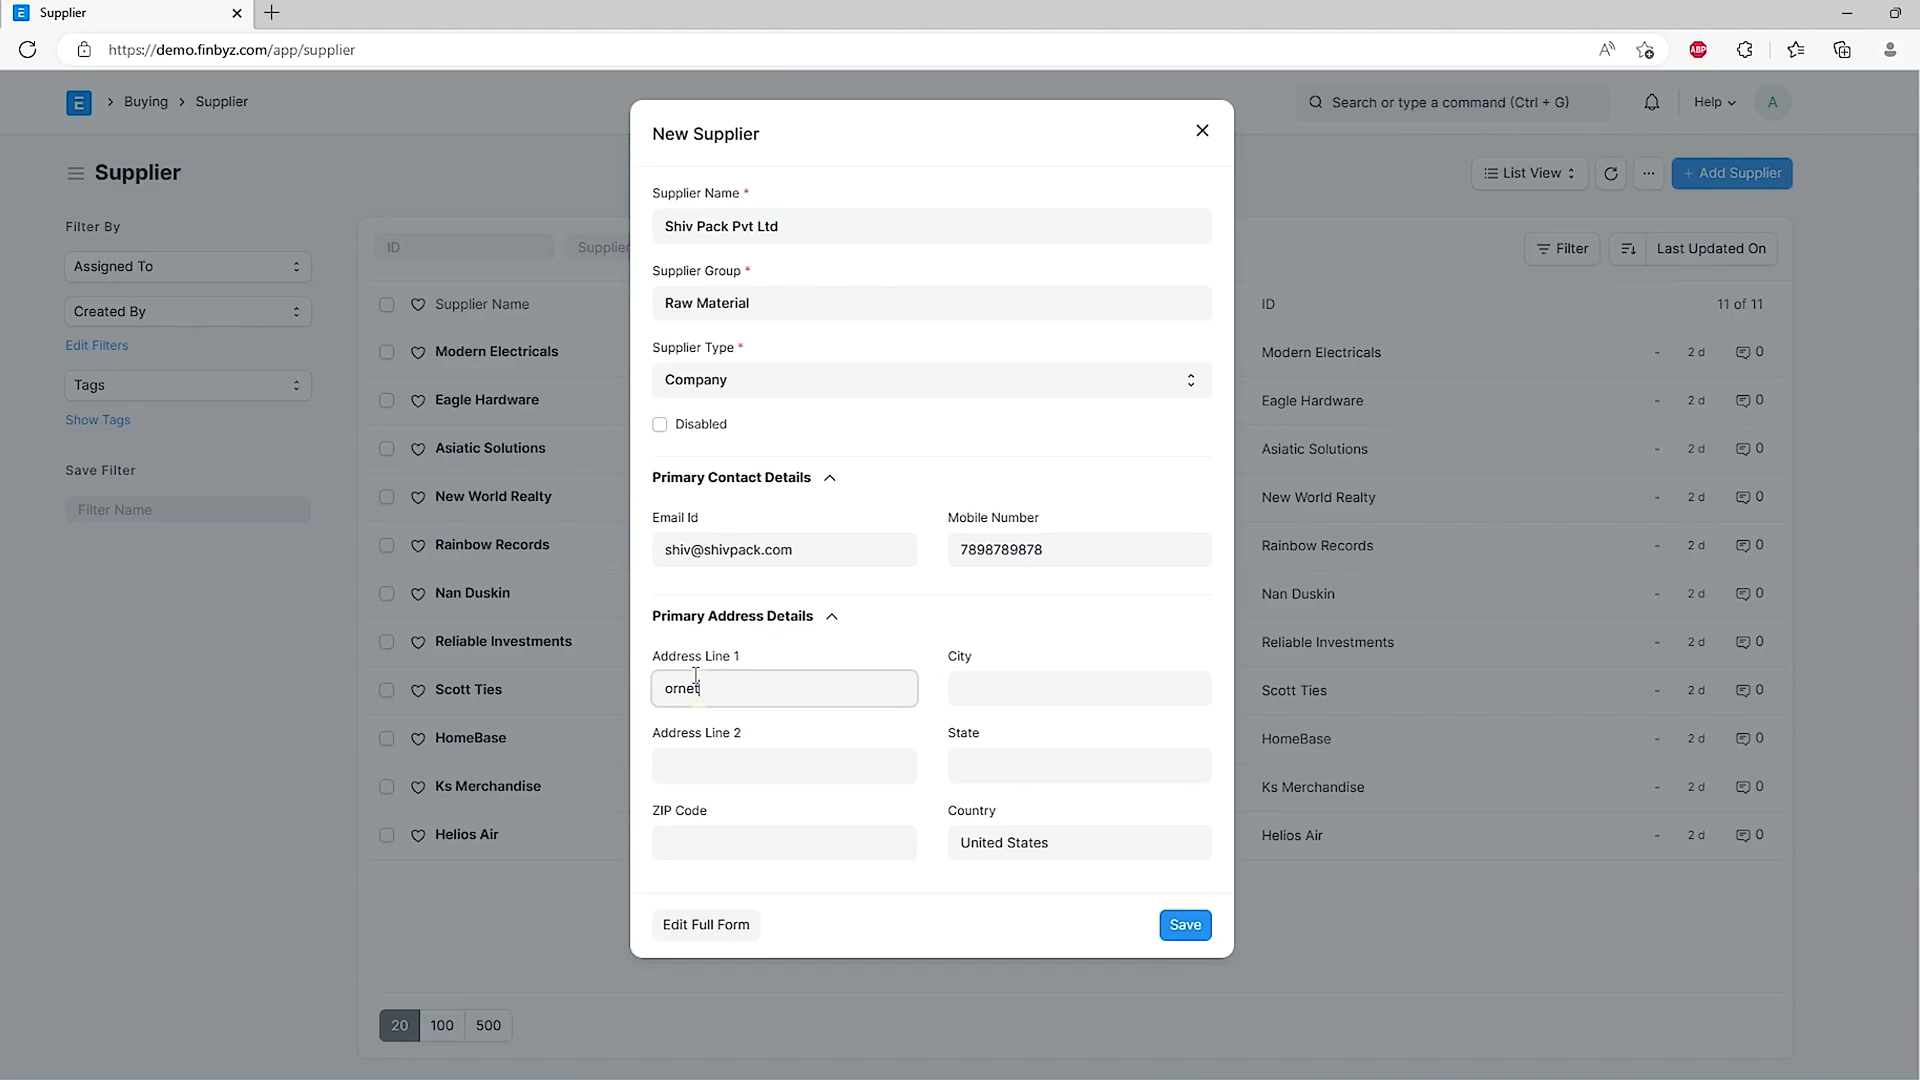 Supplier
https://demo.finbyz.com/app/supplier
ABP
E
Buying
Supplier
Search or type a command (Ctrl + G)
Help
A
Supplier
List View
Add Supplier
Filter By
Assigned To
Created By
Edit Filters
Tags
Show Tags
Save Filter
Filter Name
ID
Supplier
Filter
Last Updated On
Supplier Name
ID
11 of 11
Modern Electricals
Modern Electricals
-
2 d
0
Eagle Hardware
Eagle Hardware
-
2 d
0
Asiatic Solutions
Asiatic Solutions
-
2 d
0
New World Realty
New World Realty
-
2 d
0
Rainbow Records
Rainbow Records
-
2 d
0
Nan Duskin
Nan Duskin
-
2 d
0
Reliable Investments
Reliable Investments
-
2 d
0
Scott Ties
Scott Ties
-
2 d
0
HomeBase
HomeBase
-
2 d
0
Ks Merchandise
Ks Merchandise
-
2 d
0
Helios Air
Helios Air
-
2 d
0
20
100
500
New Supplier
Supplier Name *
Shiv Pack Pvt Ltd
Supplier Group *
Raw Material
Supplier Type *
Company
Disabled
Primary Contact Details
Email Id
shiv@shivpack.com
Mobile Number
7898789878
Primary Address Details
Address Line 1
ornet
City
Address Line 2
State
ZIP Code
Country
United States
Edit Full Form
Save